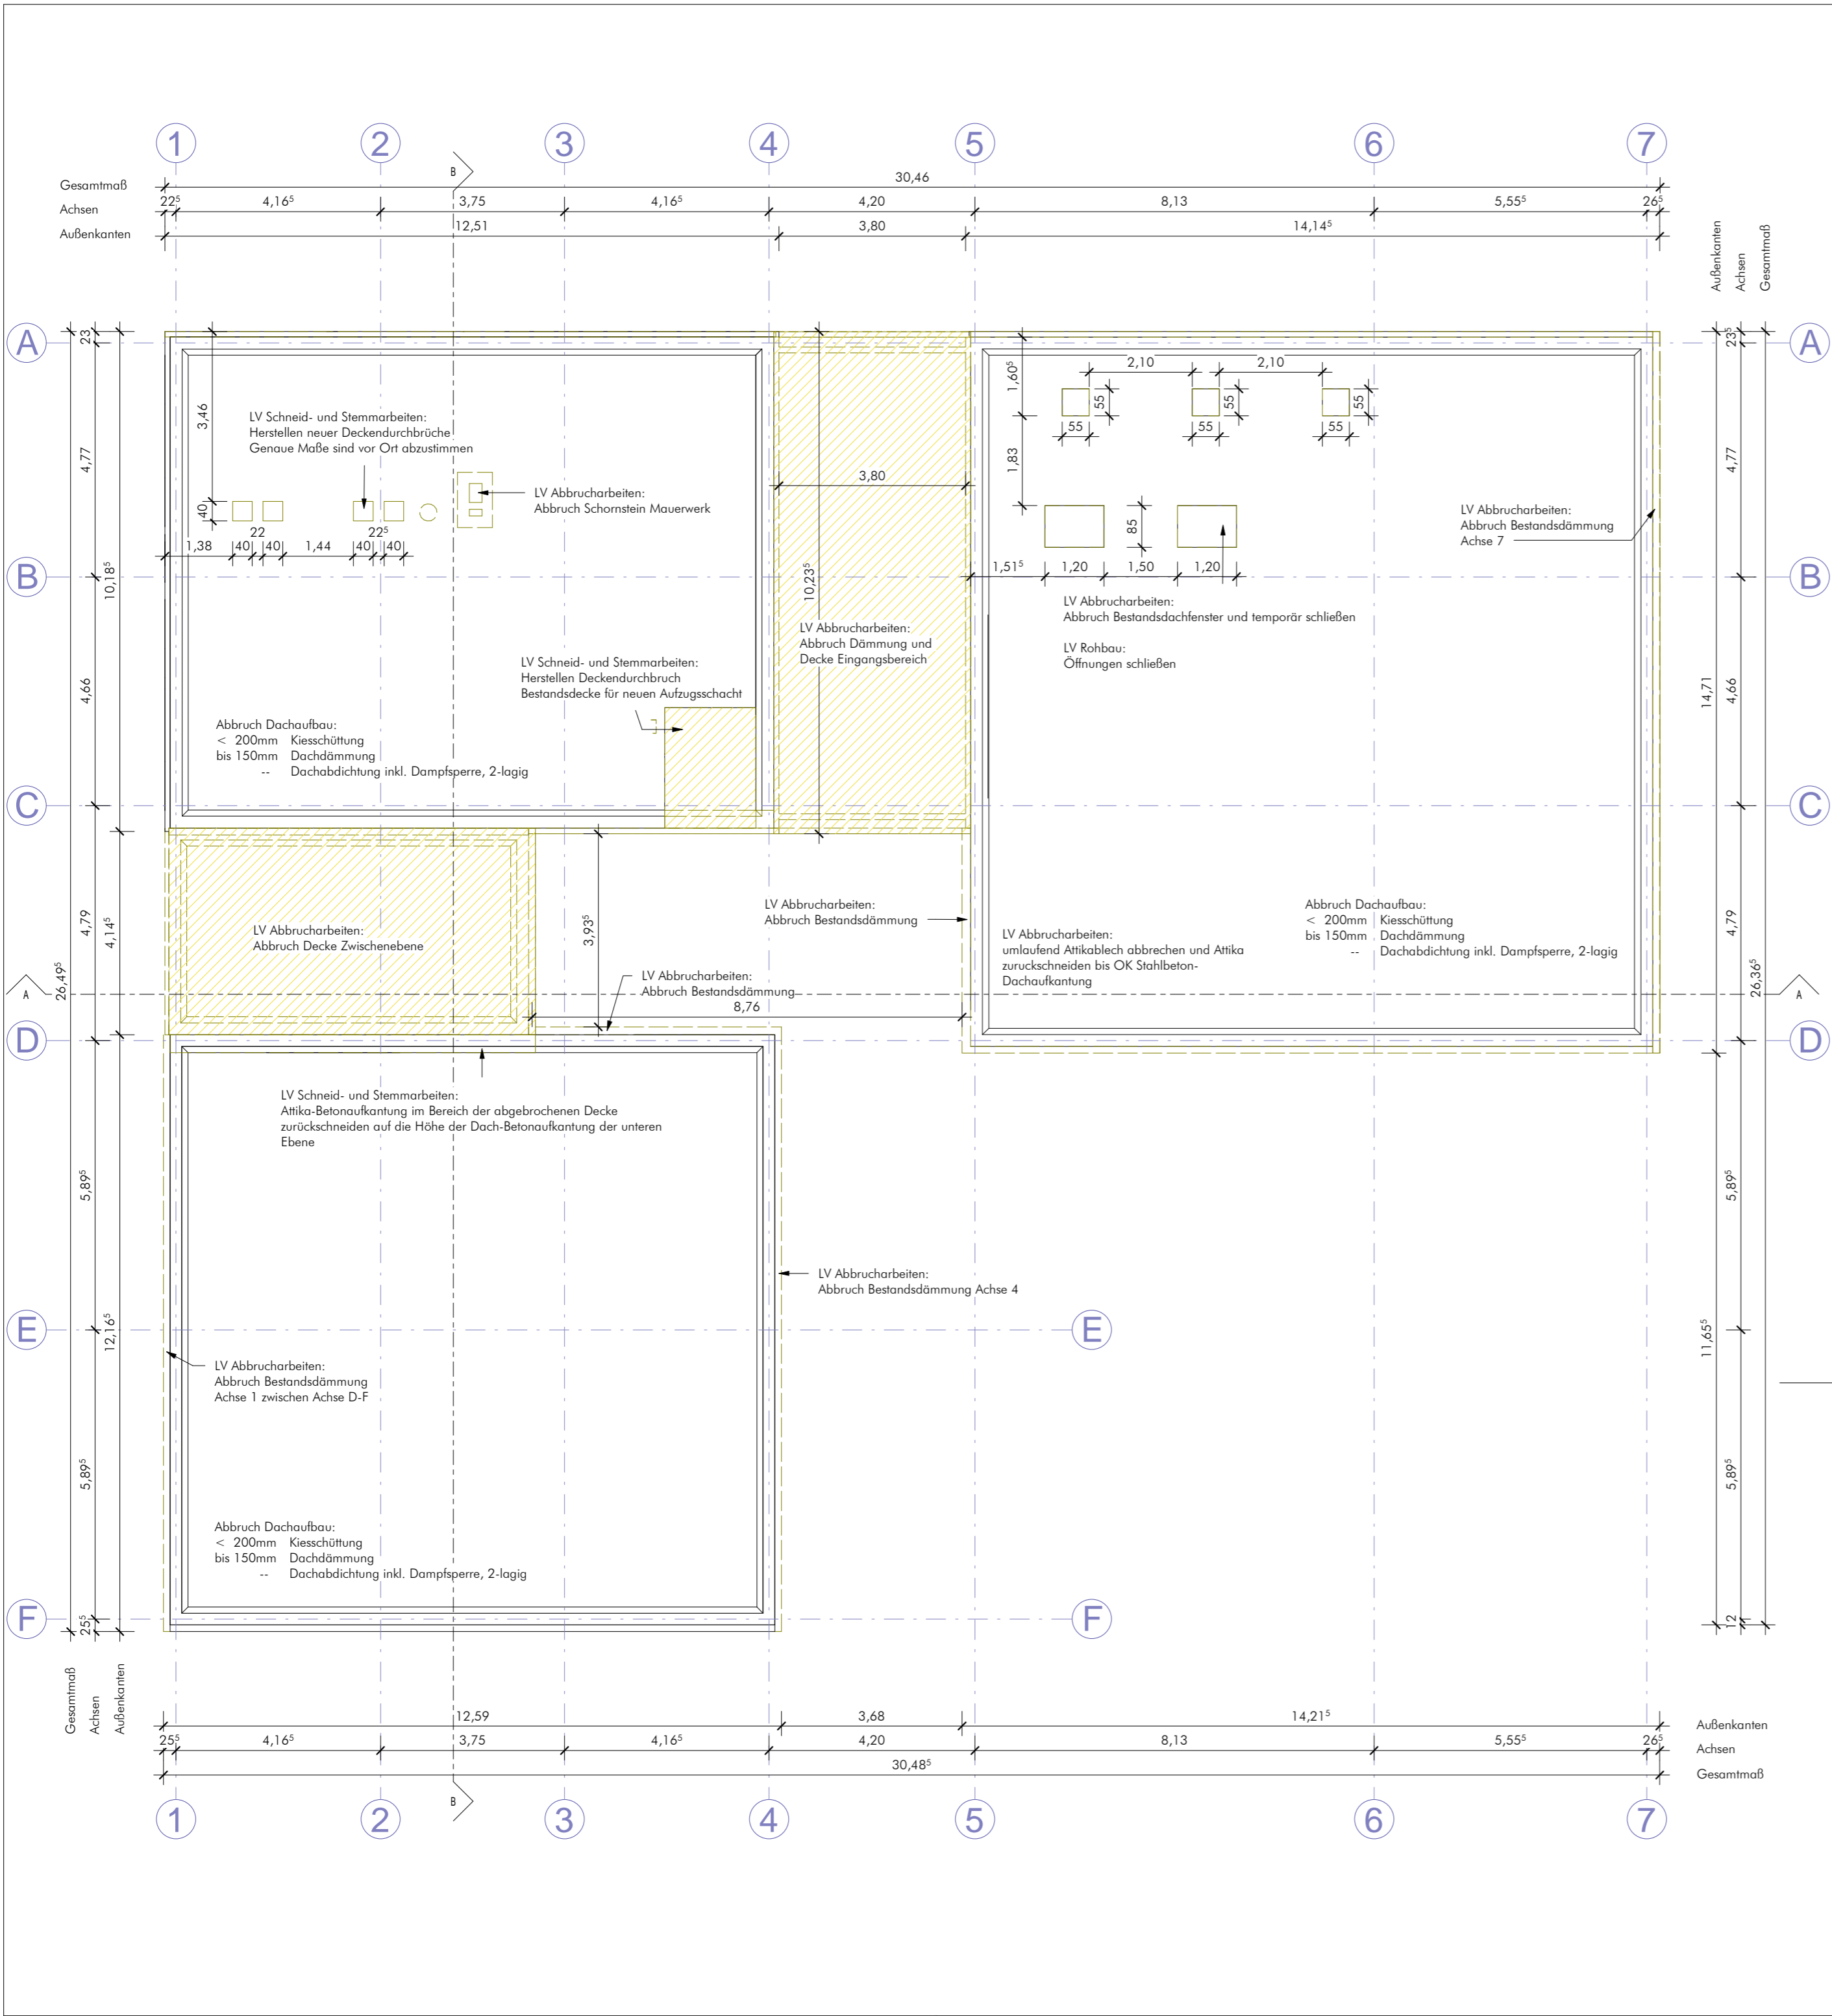 1 2 3 4 5 6 7
B
Gesamtmaß 30,46
Achsen 22⁵ 4,16⁵ 3,75 4,16⁵ 4,20 8,13 5,55⁵ 26⁵
Außenkanten 12,51 3,80 14,14⁵
Außenkanten
Achsen
Gesamtmaß
A 23 A 23⁵
4,77
3,46
LV Schneid- und Stemmarbeiten:
Herstellen neuer Deckendurchbrüche
Genaue Maße sind vor Ort abzustimmen
LV Abbrucharbeiten:
Abbruch Schornstein Mauerwerk
40
22 22⁵
1,38 40 40 1,44 40 40
3,80
10,23⁵
1,60⁵ 2,10 2,10
55 55 55
55 55 55
1,83
85
1,51⁵ 1,20 1,50 1,20
4,77
LV Abbrucharbeiten:
Abbruch Bestandsdämmung
Achse 7
B B
10,18⁵
LV Abbrucharbeiten:
Abbruch Bestandsdachfenster und temporär schließen
LV Rohbau:
Öffnungen schließen
LV Abbrucharbeiten:
Abbruch Dämmung und
Decke Eingangsbereich
LV Schneid- und Stemmarbeiten:
Herstellen Deckendurchbruch
Bestandsdecke für neuen Aufzugsschacht
4,66 14,71 4,66
Abbruch Dachaufbau:
< 200mm Kiesschüttung
bis 150mm Dachdämmung
-- Dachabdichtung inkl. Dampfsperre, 2-lagig
C C
4,79 4,14⁵ 3,93⁵ 4,79
LV Abbrucharbeiten:
Abbruch Decke Zwischenebene
LV Abbrucharbeiten:
Abbruch Bestandsdämmung
LV Abbrucharbeiten:
umlaufend Attikablech abbrechen und Attika
zuruckschneiden bis OK Stahlbeton-
Dachaufkantung
Abbruch Dachaufbau:
< 200mm Kiesschüttung
bis 150mm Dachdämmung
-- Dachabdichtung inkl. Dampfsperre, 2-lagig
LV Abbrucharbeiten:
Abbruch Bestandsdämmung
A 26,49⁵ 26,36⁵ A
8,76
D D
LV Schneid- und Stemmarbeiten:
Attika-Betonaufkantung im Bereich der abgebrochenen Decke
zurückschneiden auf die Höhe der Dach-Betonaufkantung der unteren
Ebene
5,89⁵ 5,89⁵
LV Abbrucharbeiten:
Abbruch Bestandsdämmung Achse 4
E 12,16⁵ E 11,65⁵
LV Abbrucharbeiten:
Abbruch Bestandsdämmung
Achse 1 zwischen Achse D-F
5,89⁵ 5,89⁵
Abbruch Dachaufbau:
< 200mm Kiesschüttung
bis 150mm Dachdämmung
-- Dachabdichtung inkl. Dampfsperre, 2-lagig
F 25⁵ F 12
Gesamtmaß
Achsen
Außenkanten
12,59 3,68 14,21⁵ Außenkanten
25⁵ 4,16⁵ 3,75 4,16⁵ 4,20 8,13 5,55⁵ 26⁵ Achsen
30,48⁵ Gesamtmaß
B
1 2 3 4 5 6 7